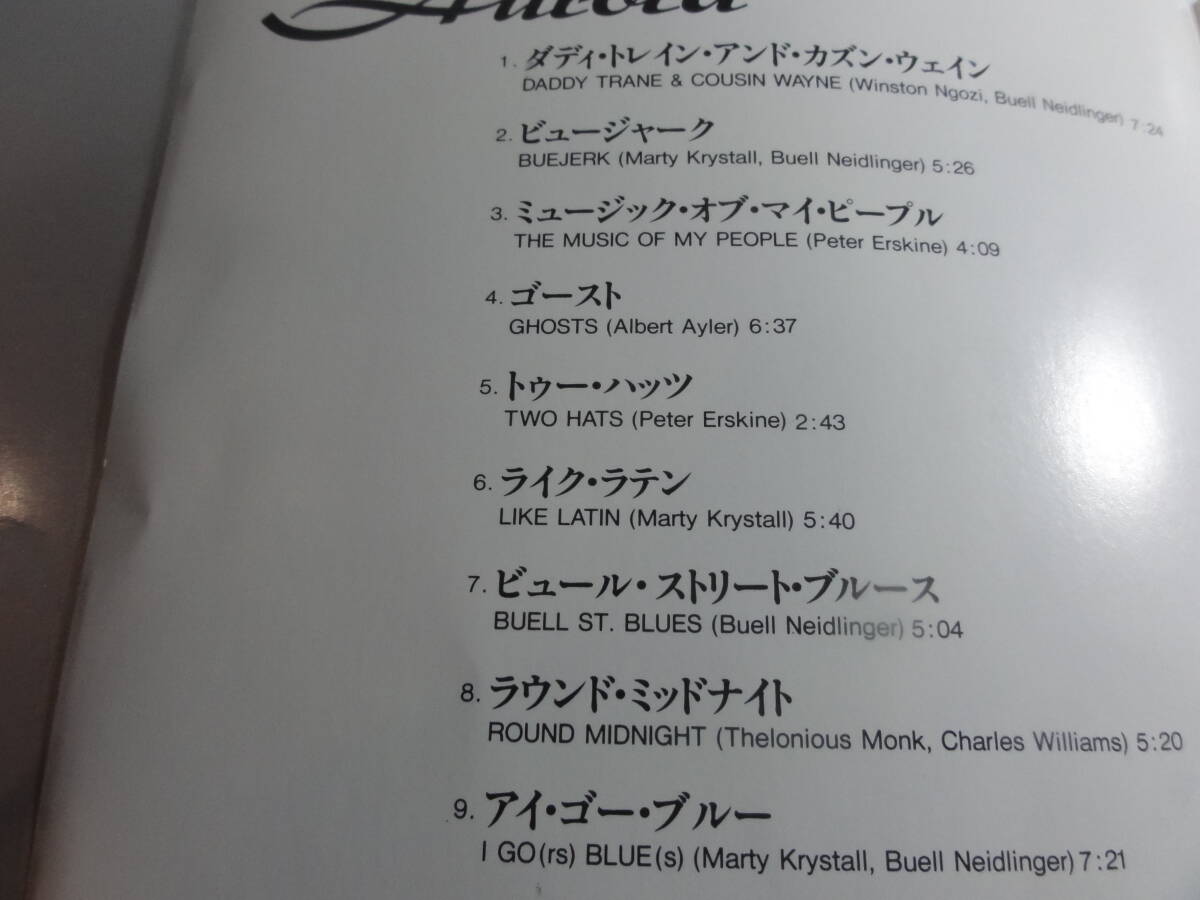 Aurora
1. ダディ・トレイン・アンド・カズン・ウェイン
DADDY TRANE & COUSIN WAYNE (Winston Ngozi, Buell Neidlinger) 7:24
2. ビュージャーク
BUEJERK (Marty Krystall, Buell Neidlinger) 5:26
3. ミュージック・オブ・マイ・ピープル
THE MUSIC OF MY PEOPLE (Peter Erskine) 4:09
4. ゴースト
GHOSTS (Albert Ayler) 6:37
5. トゥー・ハッツ
TWO HATS (Peter Erskine) 2:43
6. ライク・ラテン
LIKE LATIN (Marty Krystall) 5:40
7. ビュール・ストリート・ブルース
BUELL ST. BLUES (Buell Neidlinger) 5:04
8. ラウンド・ミッドナイト
ROUND MIDNIGHT (Thelonious Monk, Charles Williams) 5:20
9. アイ・ゴー・ブルー
I GO(rs) BLUE(s) (Marty Krystall, Buell Neidlinger) 7:21